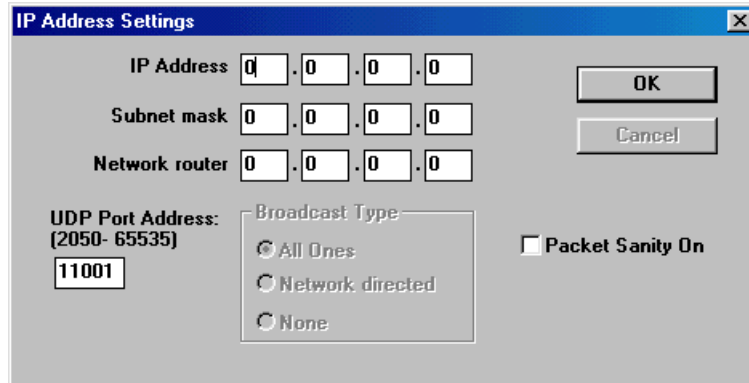 IP Address Settings
IP Address 0 . 0 . 0 . 0
OK
Subnet mask 0 . 0 . 0 . 0
Cancel
Network router 0 . 0 . 0 . 0
UDP Port Address:
(2050- 65535)
11001
Broadcast Type
All Ones
Network directed
None
Packet Sanity On